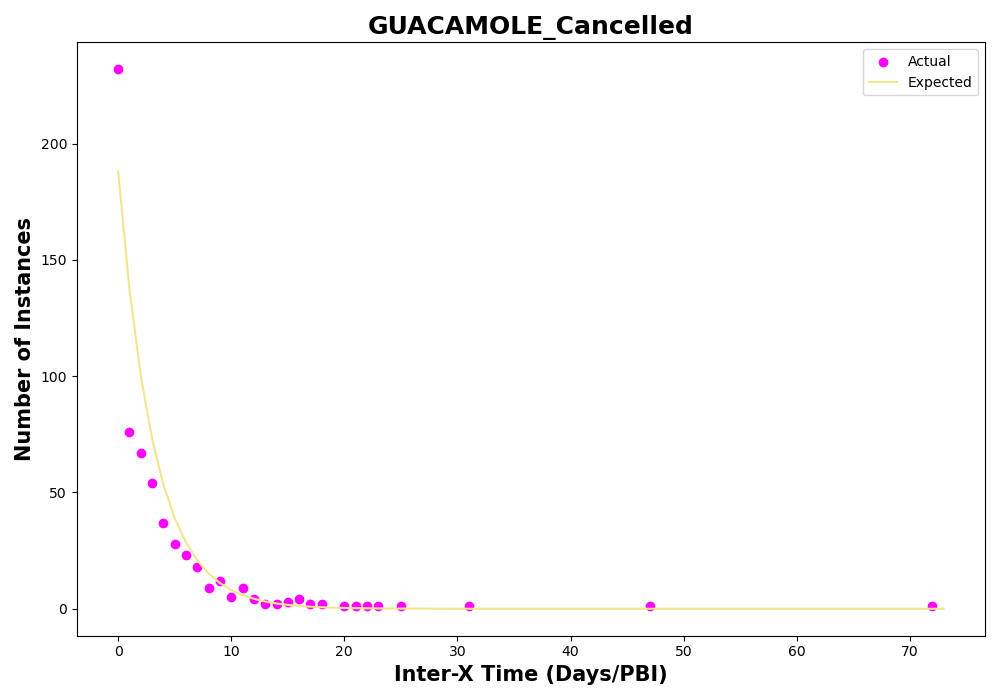 GUACAMOLE_Cancelled
Actual
Expected
Number of Instances
200
150
100
50
0
0 10 20 30 40 50 60 70
Inter-X Time (Days/PBI)